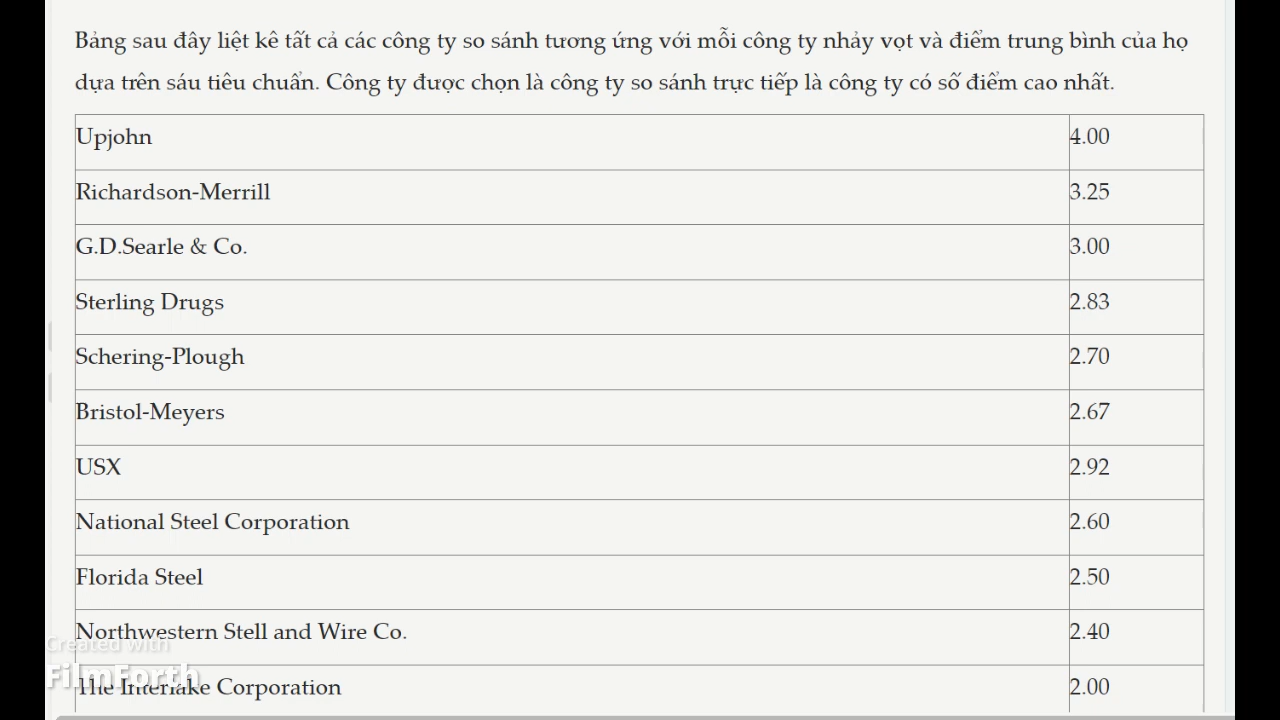 Bảng sau đây liệt kê tất cả các công ty so sánh tương ứng với mỗi công ty nhảy vọt và điểm trung bình của họ
dựa trên sáu tiêu chuẩn. Công ty được chọn là công ty so sánh trực tiếp là công ty có số điểm cao nhất.
Upjohn 4.00
Richardson-Merrill 3.25
G.D.Searle & Co. 3.00
Sterling Drugs 2.83
Schering-Plough 2.70
Bristol-Meyers 2.67
USX 2.92
National Steel Corporation 2.60
Florida Steel 2.50
Northwestern Stell and Wire Co. 2.40
Created with
FilmForth
The Interlake Corporation 2.00